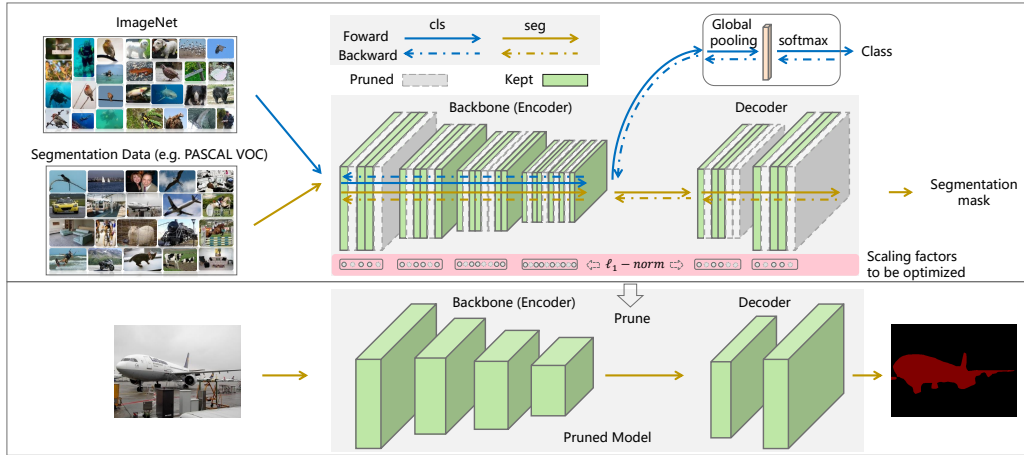 ImageNet
cls
seg
Foward
Backward
Pruned
Kept
Global
pooling
softmax
Class
Segmentation Data (e.g. PASCAL VOC)
Backbone (Encoder)
Decoder
Segmentation
mask
ℓ₁ − norm
Scaling factors
to be optimized
Prune
Backbone (Encoder)
Decoder
Pruned Model